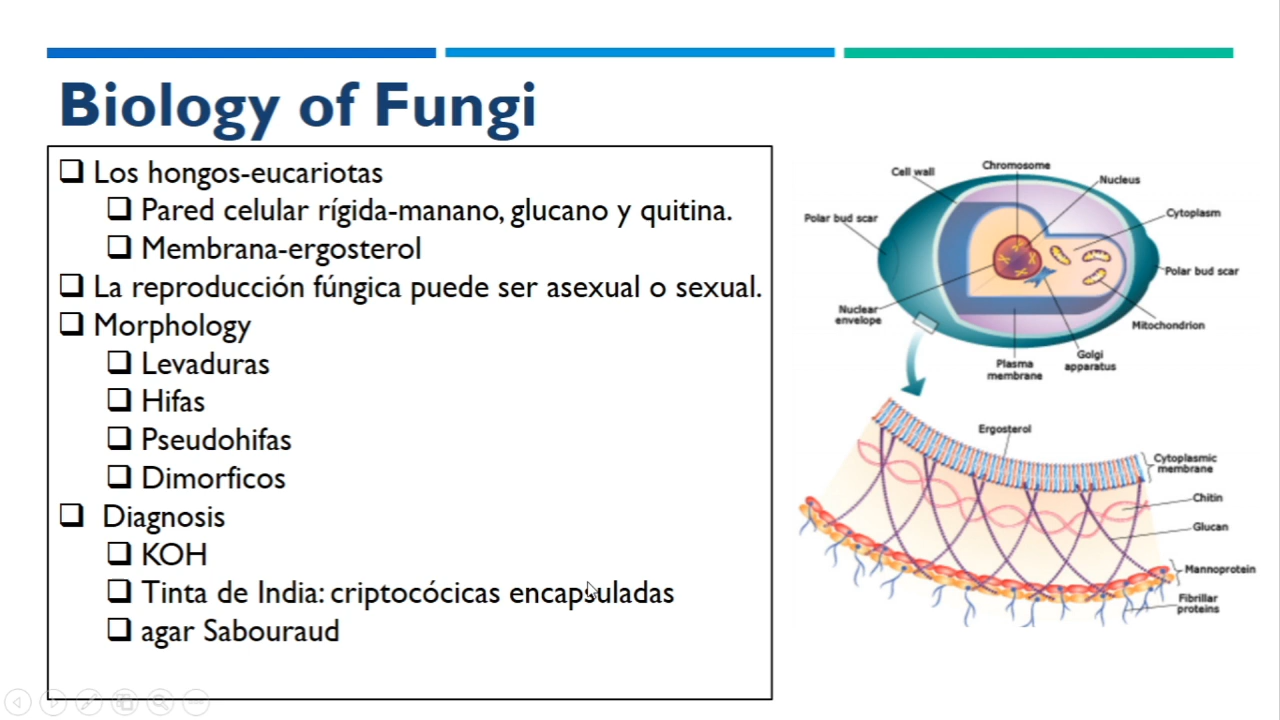 Biology of Fungi
Los hongos-eucariotas
Pared celular rígida-manano, glucano y quitina.
Membrana-ergosterol
La reproducción fúngica puede ser asexual o sexual.
Morphology
Levaduras
Hifas
Pseudohifas
Dimorficos
Diagnosis
KOH
Tinta de India: criptocócicas encapsuladas
agar Sabouraud
Chromosome
Cell wall
Nucleus
Polar bud scar
Cytoplasm
Polar bud scar
Nuclear
envelope
Mitochondrion
Golgi
apparatus
Plasma
membrane
Ergosterol
Cytoplasmic
membrane
Chitin
Glucan
Mannoprotein
Fibrillar
proteins